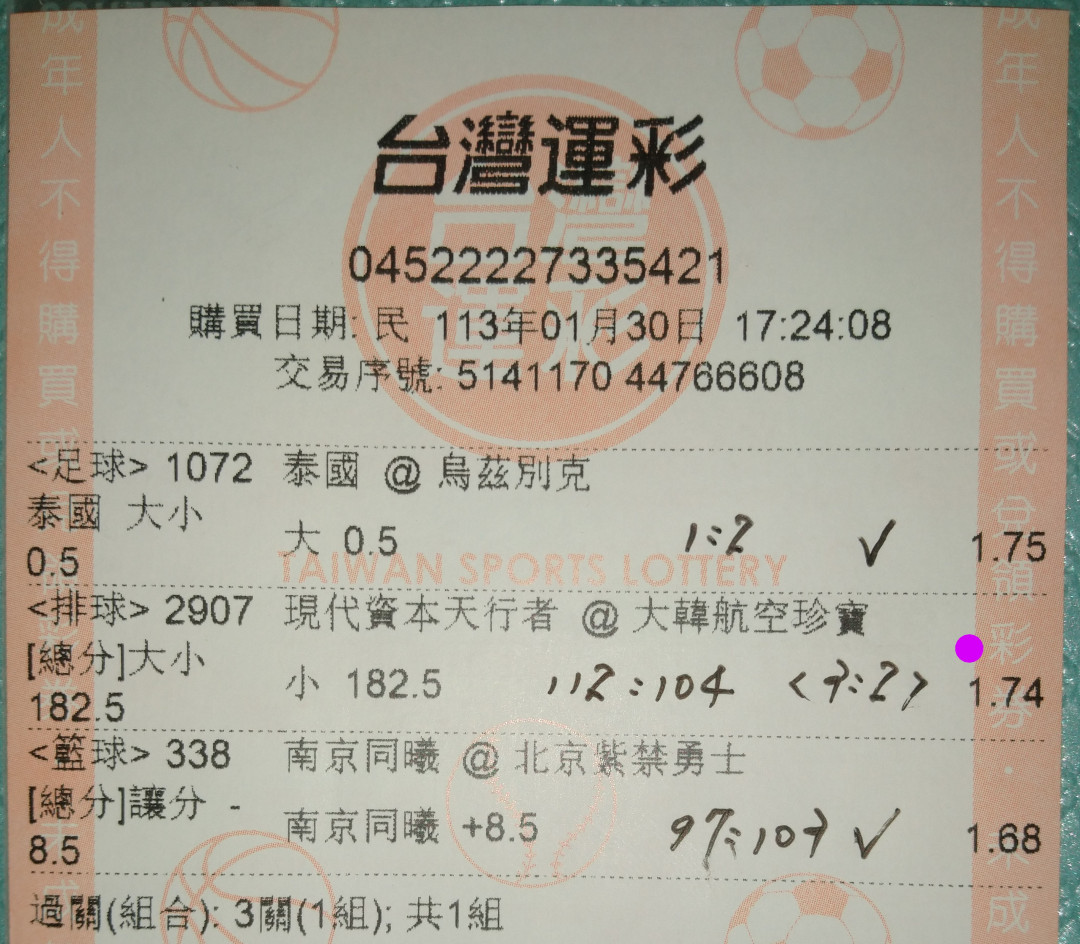 台灣運彩
04522227335421
購買日期: 民 113年01月30日 17:24:08
交易序號: 5141170 44766608
<足球> 1072 泰國 @ 烏茲別克
泰國 大小
0.5 大 0.5 1:2 ✓ 1.75
TAIWAN SPORTS LOTTERY
<排球> 2907 現代資本天行者 @ 大韓航空珍寶
[總分]大小
182.5 小 182.5 112:104 <3:2> 1.74
<籃球> 338 南京同曦 @ 北京紫禁勇士
[總分]讓分 -
8.5 南京同曦 +8.5 97:103 ✓ 1.68
過關(組合): 3關(1組); 共1組
成年人不得購買或
成年人不得購買或兌領彩券·未成
台灣運彩